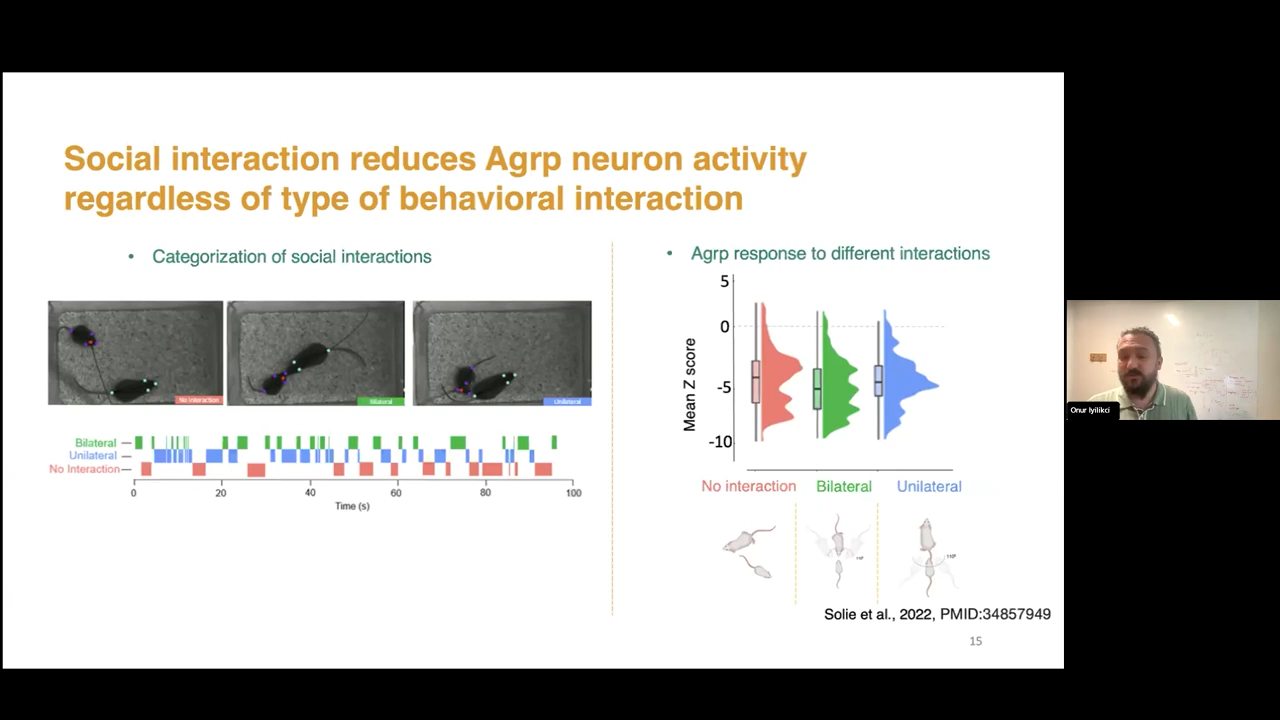 Social interaction reduces Agrp neuron activity
regardless of type of behavioral interaction
• Categorization of social interactions
No Interaction
Bilateral
Unilateral
Bilateral
Unilateral
No Interaction
0 20 40 60 80 100
Time (s)
• Agrp response to different interactions
Mean Z score
5
0
-5
-10
No interaction
Bilateral
Unilateral
Solie et al., 2022, PMID:34857949
15
Onur Iyilikci